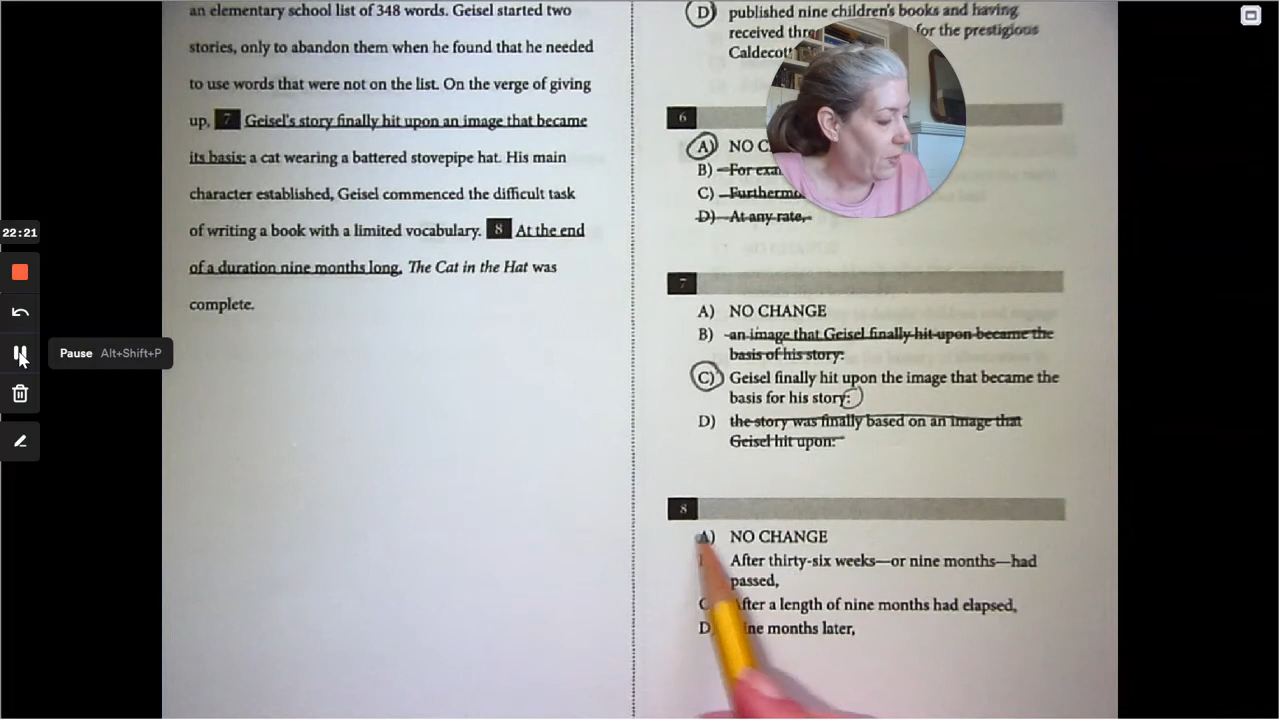 an elementary school list of 348 words. Geisel started two
stories, only to abandon them when he found that he needed
to use words that were not on the list. On the verge of giving
up, 7 Geisel's story finally hit upon an image that became
its basis: a cat wearing a battered stovepipe hat. His main
character established, Geisel commenced the difficult task
of writing a book with a limited vocabulary. 8 At the end
of a duration nine months long, The Cat in the Hat was
complete.
22:21
Pause Alt+Shift+P
D) published nine children's books and having
received for the prestigious
6
A) NO
B)
C)
D) At any rate,
7
A) NO CHANGE
B) an image that Geisel finally hit upon became the
basis of his story:
C) Geisel finally hit upon the image that became the
basis for his story:
D) the story was finally based on an image that
Geisel hit upon:
8
A) NO CHANGE
After thirty-six weeks—or nine months—had
passed,
C After a length of nine months had elapsed,
D Nine months later,